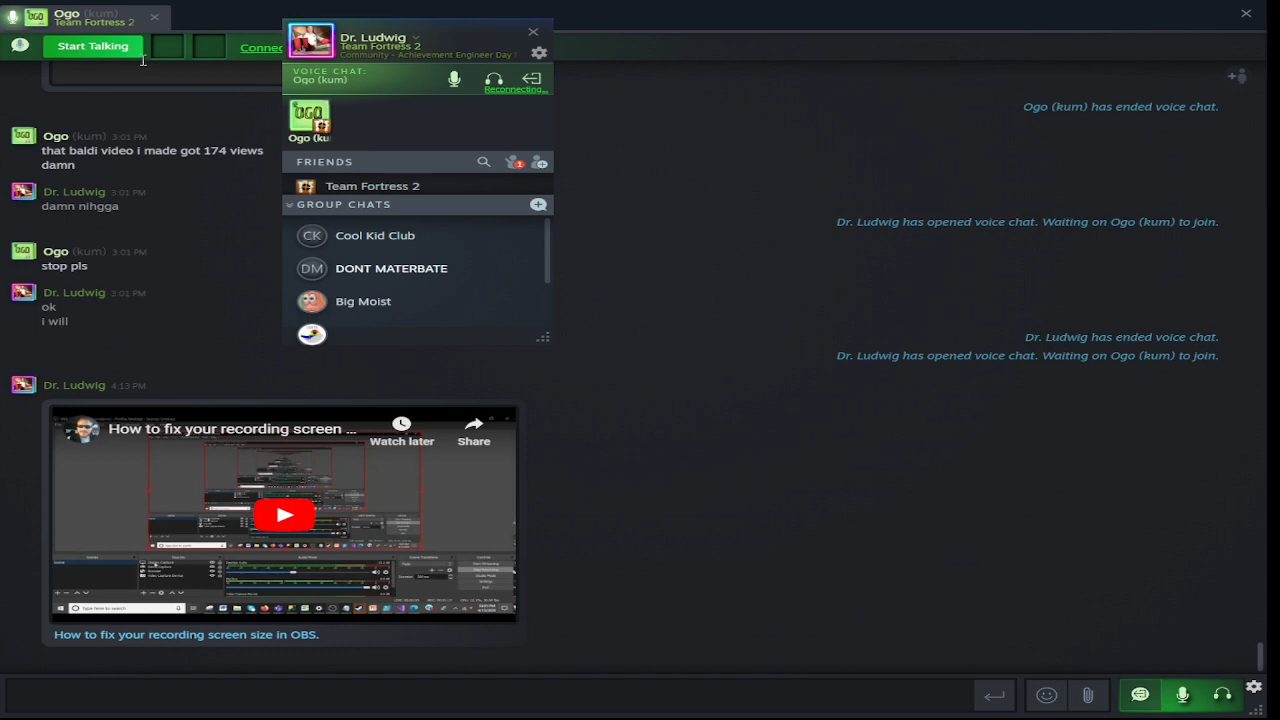 Ogo (kum)
Team Fortress 2
Start Talking
Connec
Dr. Ludwig
Team Fortress 2
Community - Achievement Engineer Day
VOICE CHAT:
Ogo (kum)
Reconnecting...
OGO
Ogo (ku
FRIENDS
1
Team Fortress 2
GROUP CHATS
CK Cool Kid Club
DM DONT MATERBATE
Big Moist
Ogo (kum) has ended voice chat.
Ogo (kum) 3:01 PM
that baldi video i made got 174 views
damn
Dr. Ludwig 3:01 PM
damn nihgga
Dr. Ludwig has opened voice chat. Waiting on Ogo (kum) to join.
Ogo (kum) 3:01 PM
stop pls
Dr. Ludwig 3:01 PM
ok
i will
Dr. Ludwig has ended voice chat.
Dr. Ludwig has opened voice chat. Waiting on Ogo (kum) to join.
Dr. Ludwig 4:13 PM
How to fix your recording screen ...
Watch later
Share
Type here to search
How to fix your recording screen size in OBS.